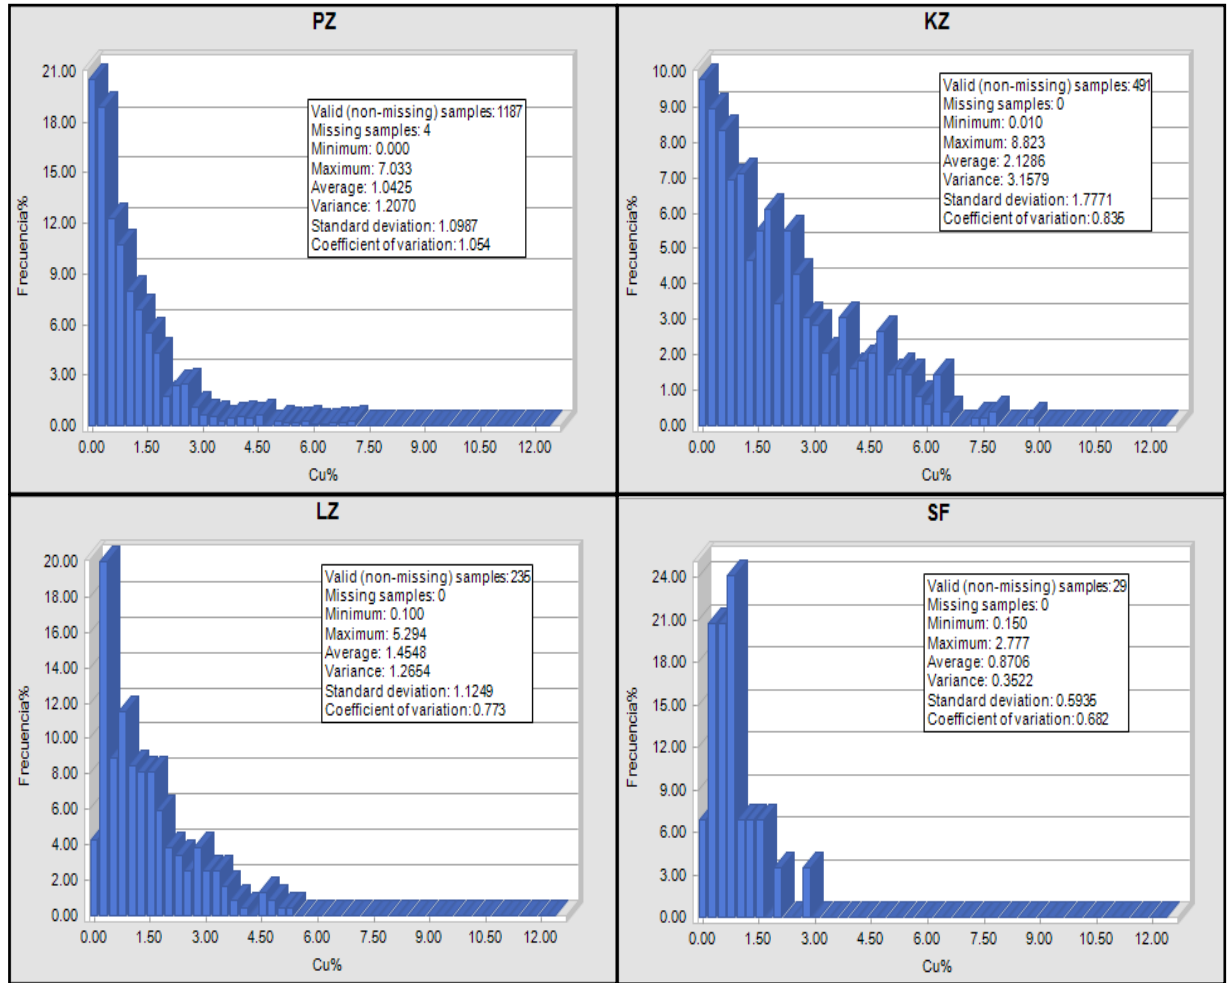 PZ
21.00
18.00
15.00
12.00
9.00
6.00
3.00
0.00
Frecuencia%
Valid (non-missing) samples: 1187
Missing samples: 4
Minimum: 0.000
Maximum: 7.033
Average: 1.0425
Variance: 1.2070
Standard deviation: 1.0987
Coefficient of variation: 1.054
0.00 1.50 3.00 4.50 6.00 7.50 9.00 10.50 12.00
Cu%
KZ
10.00
9.00
8.00
7.00
6.00
5.00
4.00
3.00
2.00
1.00
0.00
Frecuencia%
Valid (non-missing) samples: 491
Missing samples: 0
Minimum: 0.010
Maximum: 8.823
Average: 2.1286
Variance: 3.1579
Standard deviation: 1.7771
Coefficient of variation: 0.835
0.00 1.50 3.00 4.50 6.00 7.50 9.00 10.50 12.00
Cu%
LZ
20.00
18.00
16.00
14.00
12.00
10.00
8.00
6.00
4.00
2.00
0.00
Frecuencia%
Valid (non-missing) samples: 235
Missing samples: 0
Minimum: 0.100
Maximum: 5.294
Average: 1.4548
Variance: 1.2654
Standard deviation: 1.1249
Coefficient of variation: 0.773
0.00 1.50 3.00 4.50 6.00 7.50 9.00 10.50 12.00
Cu%
SF
24.00
21.00
18.00
15.00
12.00
9.00
6.00
3.00
0.00
Frecuencia%
Valid (non-missing) samples: 29
Missing samples: 0
Minimum: 0.150
Maximum: 2.777
Average: 0.8706
Variance: 0.3522
Standard deviation: 0.5935
Coefficient of variation: 0.682
0.00 1.50 3.00 4.50 6.00 7.50 9.00 10.50 12.00
Cu%